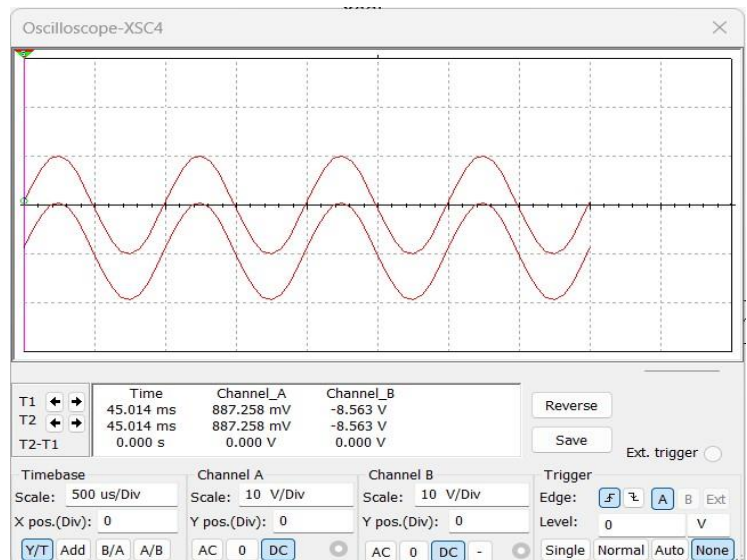 Oscilloscope-XSC4
Time Channel_A Channel_B
T1 45.014 ms 887.258 mV -8.563 V
T2 45.014 ms 887.258 mV -8.563 V
T2-T1 0.000 s 0.000 V 0.000 V
Reverse
Save
Ext. trigger
Timebase
Scale: 500 us/Div
X pos.(Div): 0
Y/T Add B/A A/B
Channel A
Scale: 10 V/Div
Y pos.(Div): 0
AC 0 DC
Channel B
Scale: 10 V/Div
Y pos.(Div): 0
AC 0 DC -
Trigger
Edge: A B Ext
Level: 0 V
Single Normal Auto None